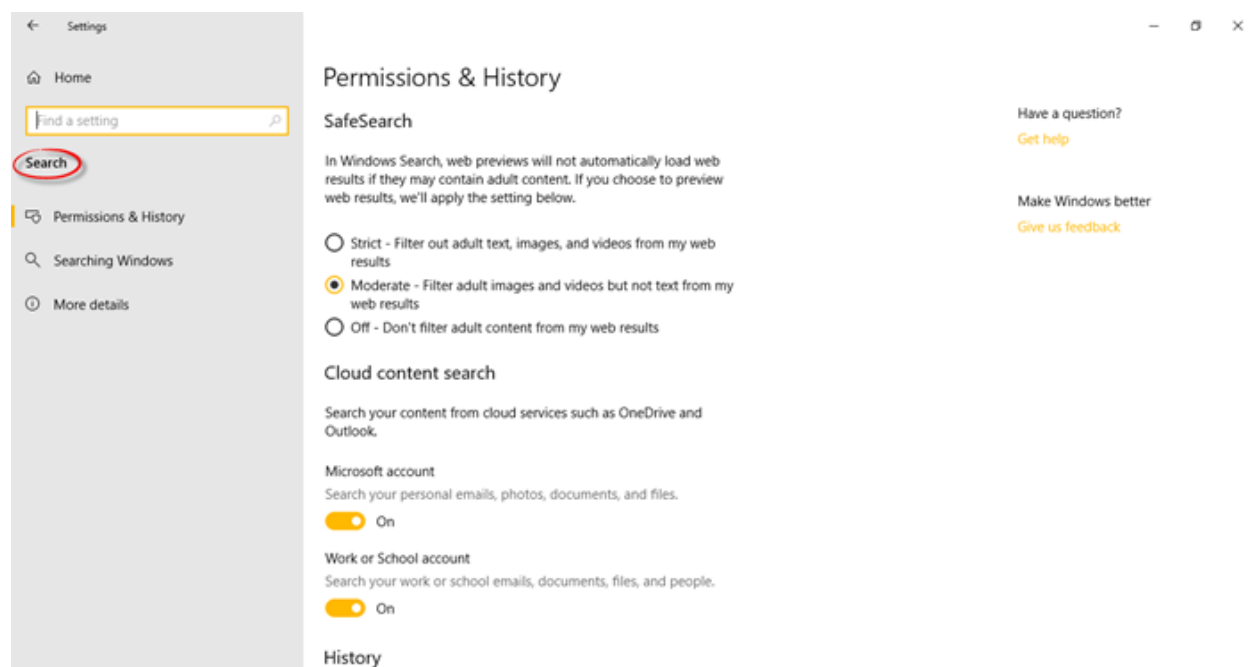 Settings
Home
Find a setting
Search
Permissions & History
Searching Windows
More details
Permissions & History
SafeSearch
In Windows Search, web previews will not automatically load web
results if they may contain adult content. If you choose to preview
web results, we'll apply the setting below.
Strict - Filter out adult text, images, and videos from my web
results
Moderate - Filter adult images and videos but not text from my
web results
Off - Don't filter adult content from my web results
Cloud content search
Search your content from cloud services such as OneDrive and
Outlook.
Microsoft account
Search your personal emails, photos, documents, and files.
On
Work or School account
Search your work or school emails, documents, files, and people.
On
History
Have a question?
Get help
Make Windows better
Give us feedback